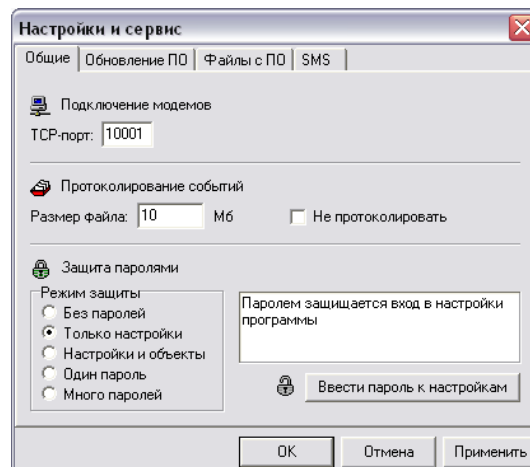 Настройки и сервис
Общие Обновление ПО Файлы с ПО SMS
Подключение модемов
TCP-порт: 10001
Протоколирование событий
Размер файла: 10 Мб Не протоколировать
Защита паролями
Режим защиты
Без паролей
Только настройки
Настройки и объекты
Один пароль
Много паролей
Паролем защищается вход в настройки
программы
Ввести пароль к настройкам
OK Отмена Применить